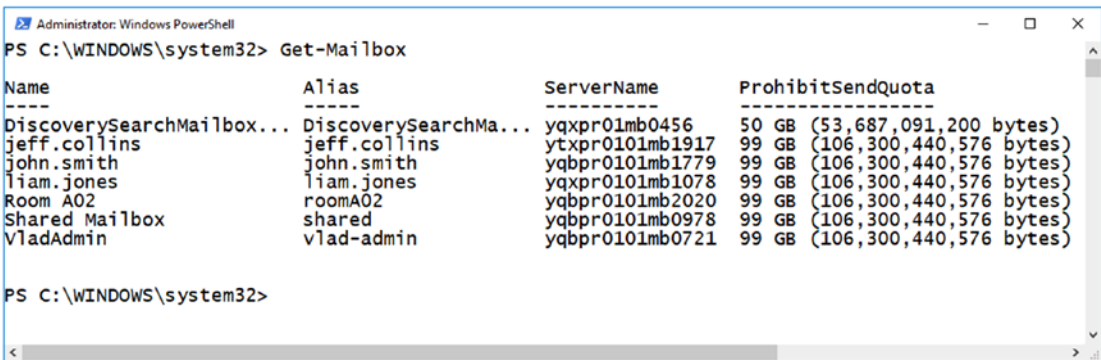 Administrator: Windows PowerShell
PS C:\WINDOWS\system32> Get-Mailbox
Name Alias ServerName ProhibitSendQuota
---- ----- ---------- -----------------
DiscoverySearchMailbox... DiscoverySearchMa... yqxpr01mb0456 50 GB (53,687,091,200 bytes)
jeff.collins jeff.collins ytxpr0101mb1917 99 GB (106,300,440,576 bytes)
john.smith john.smith yqbpr0101mb1779 99 GB (106,300,440,576 bytes)
liam.jones liam.jones yqxpr0101mb1078 99 GB (106,300,440,576 bytes)
Room A02 roomA02 yqbpr0101mb2020 99 GB (106,300,440,576 bytes)
Shared Mailbox shared yqbpr0101mb0978 99 GB (106,300,440,576 bytes)
VladAdmin vlad-admin yqbpr0101mb0721 99 GB (106,300,440,576 bytes)
PS C:\WINDOWS\system32>